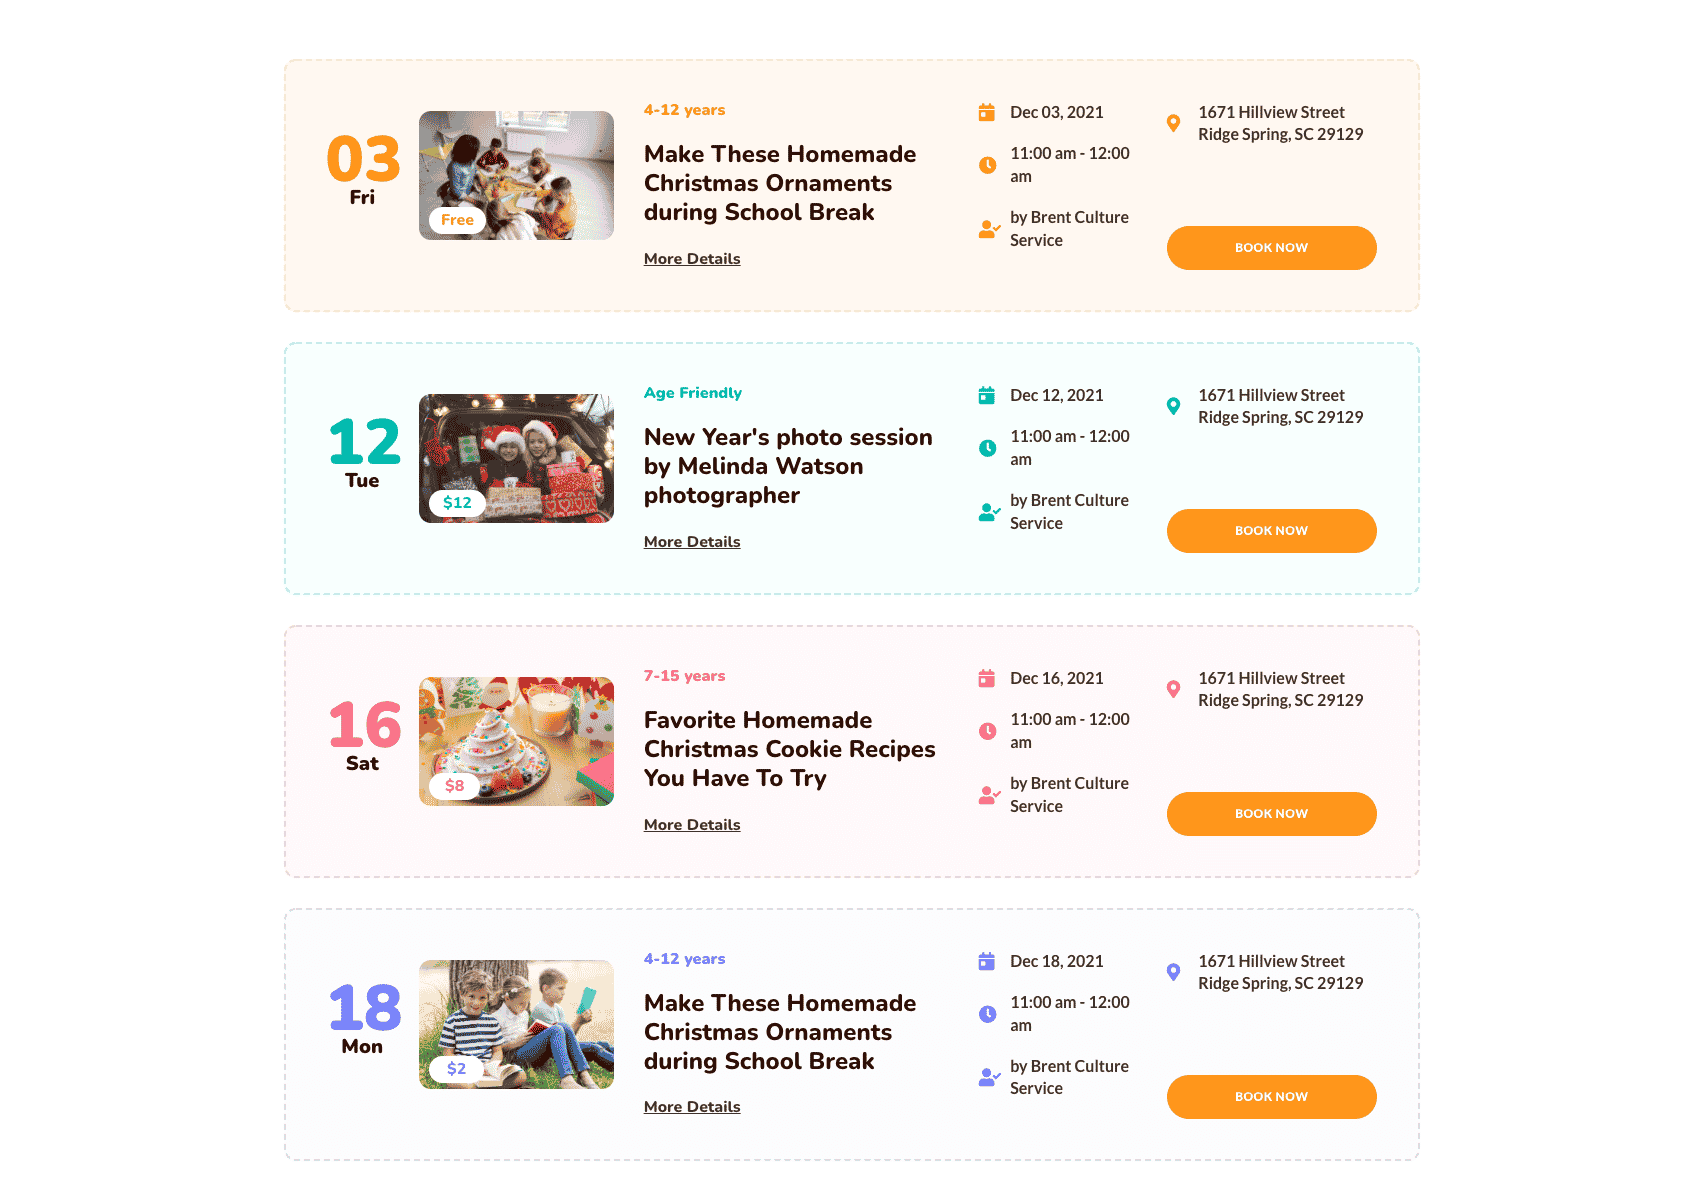 03
Fri
Free
4-12 years
Make These Homemade
Christmas Ornaments
during School Break
More Details
Dec 03, 2021
11:00 am - 12:00
am
by Brent Culture
Service
1671 Hillview Street
Ridge Spring, SC 29129
BOOK NOW
12
Tue
$12
Age Friendly
New Year's photo session
by Melinda Watson
photographer
More Details
Dec 12, 2021
11:00 am - 12:00
am
by Brent Culture
Service
1671 Hillview Street
Ridge Spring, SC 29129
BOOK NOW
16
Sat
$8
7-15 years
Favorite Homemade
Christmas Cookie Recipes
You Have To Try
More Details
Dec 16, 2021
11:00 am - 12:00
am
by Brent Culture
Service
1671 Hillview Street
Ridge Spring, SC 29129
BOOK NOW
18
Mon
$2
4-12 years
Make These Homemade
Christmas Ornaments
during School Break
More Details
Dec 18, 2021
11:00 am - 12:00
am
by Brent Culture
Service
1671 Hillview Street
Ridge Spring, SC 29129
BOOK NOW